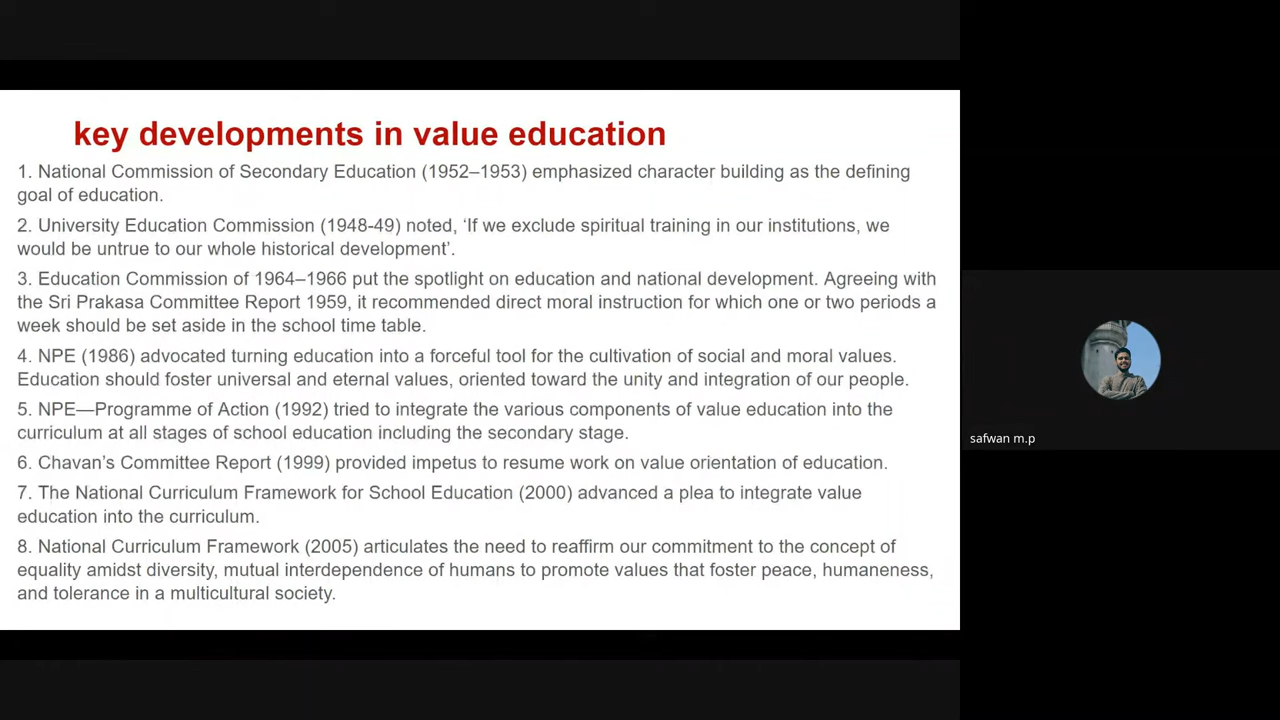 key developments in value education
1. National Commission of Secondary Education (1952–1953) emphasized character building as the defining
goal of education.
2. University Education Commission (1948-49) noted, ‘If we exclude spiritual training in our institutions, we
would be untrue to our whole historical development’.
3. Education Commission of 1964–1966 put the spotlight on education and national development. Agreeing with
the Sri Prakasa Committee Report 1959, it recommended direct moral instruction for which one or two periods a
week should be set aside in the school time table.
4. NPE (1986) advocated turning education into a forceful tool for the cultivation of social and moral values.
Education should foster universal and eternal values, oriented toward the unity and integration of our people.
5. NPE—Programme of Action (1992) tried to integrate the various components of value education into the
curriculum at all stages of school education including the secondary stage.
6. Chavan’s Committee Report (1999) provided impetus to resume work on value orientation of education.
7. The National Curriculum Framework for School Education (2000) advanced a plea to integrate value
education into the curriculum.
8. National Curriculum Framework (2005) articulates the need to reaffirm our commitment to the concept of
equality amidst diversity, mutual interdependence of humans to promote values that foster peace, humaneness,
and tolerance in a multicultural society.
safwan m.p